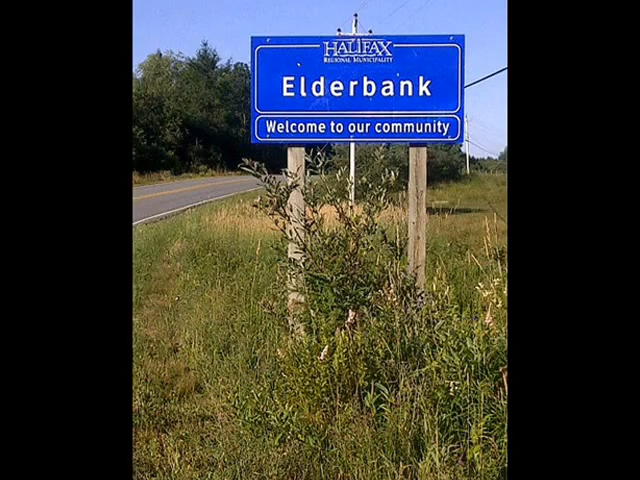 HALIFAX
REGIONAL MUNICIPALITY
Elderbank
Welcome to our community